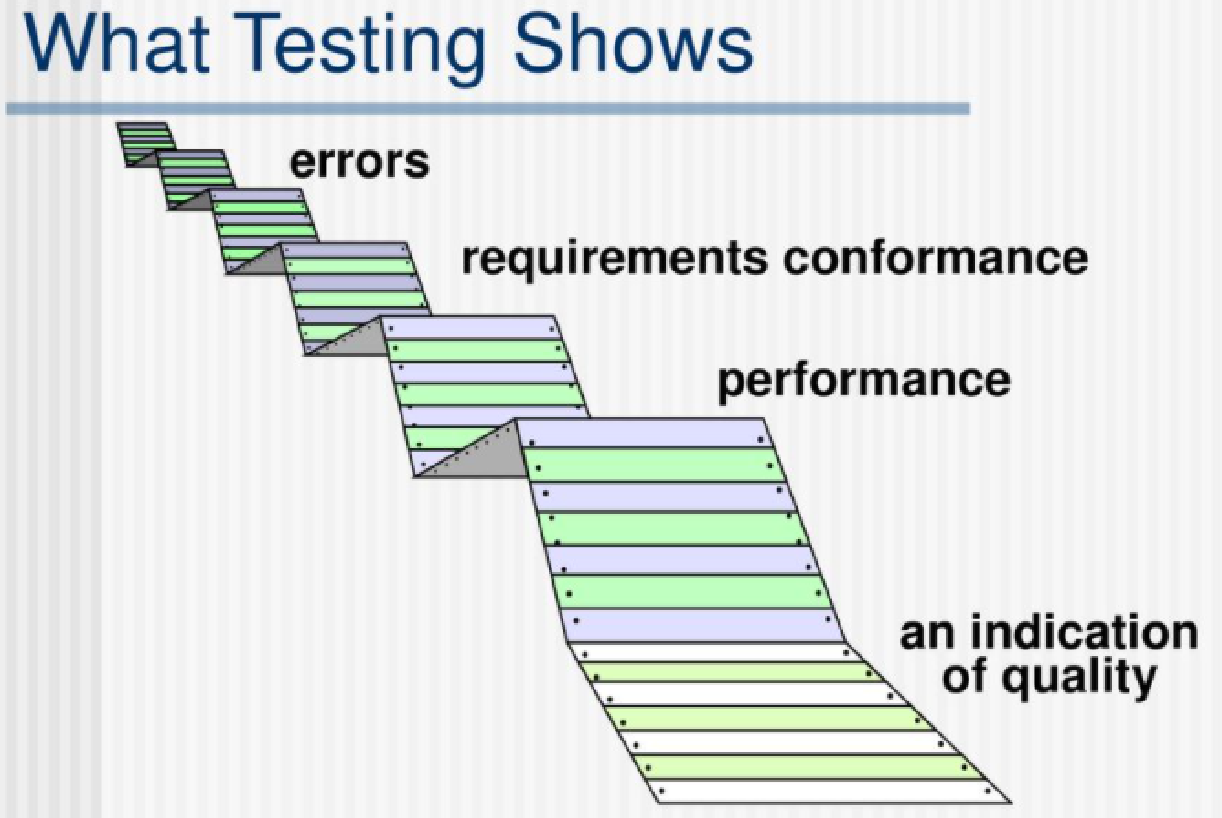 What Testing Shows
errors
requirements conformance
performance
an indication
of quality